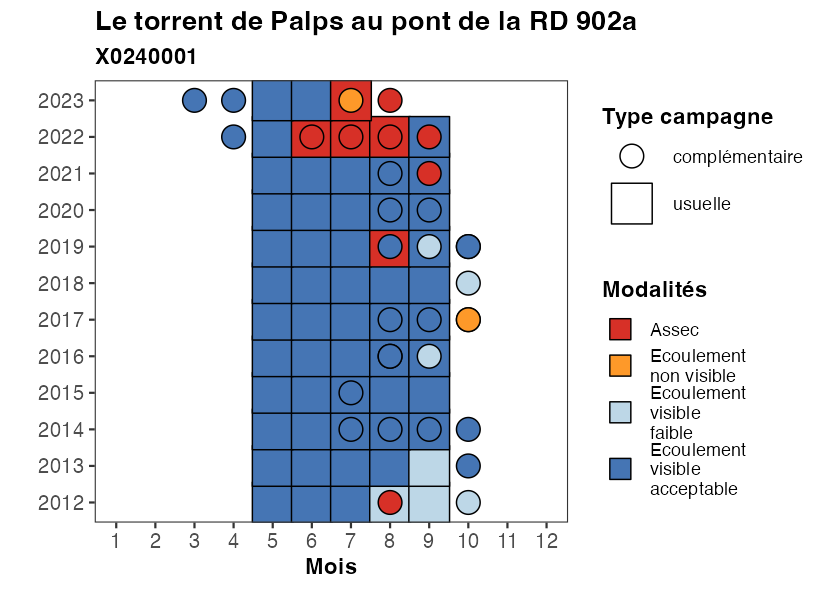 Le torrent de Palps au pont de la RD 902a
X0240001
2023
2022
2021
2020
2019
2018
2017
2016
2015
2014
2013
2012
1 2 3 4 5 6 7 8 9 10 11 12
Mois
Type campagne
complémentaire
usuelle
Modalités
Assec
Ecoulement
non visible
Ecoulement
visible
faible
Ecoulement
visible
acceptable